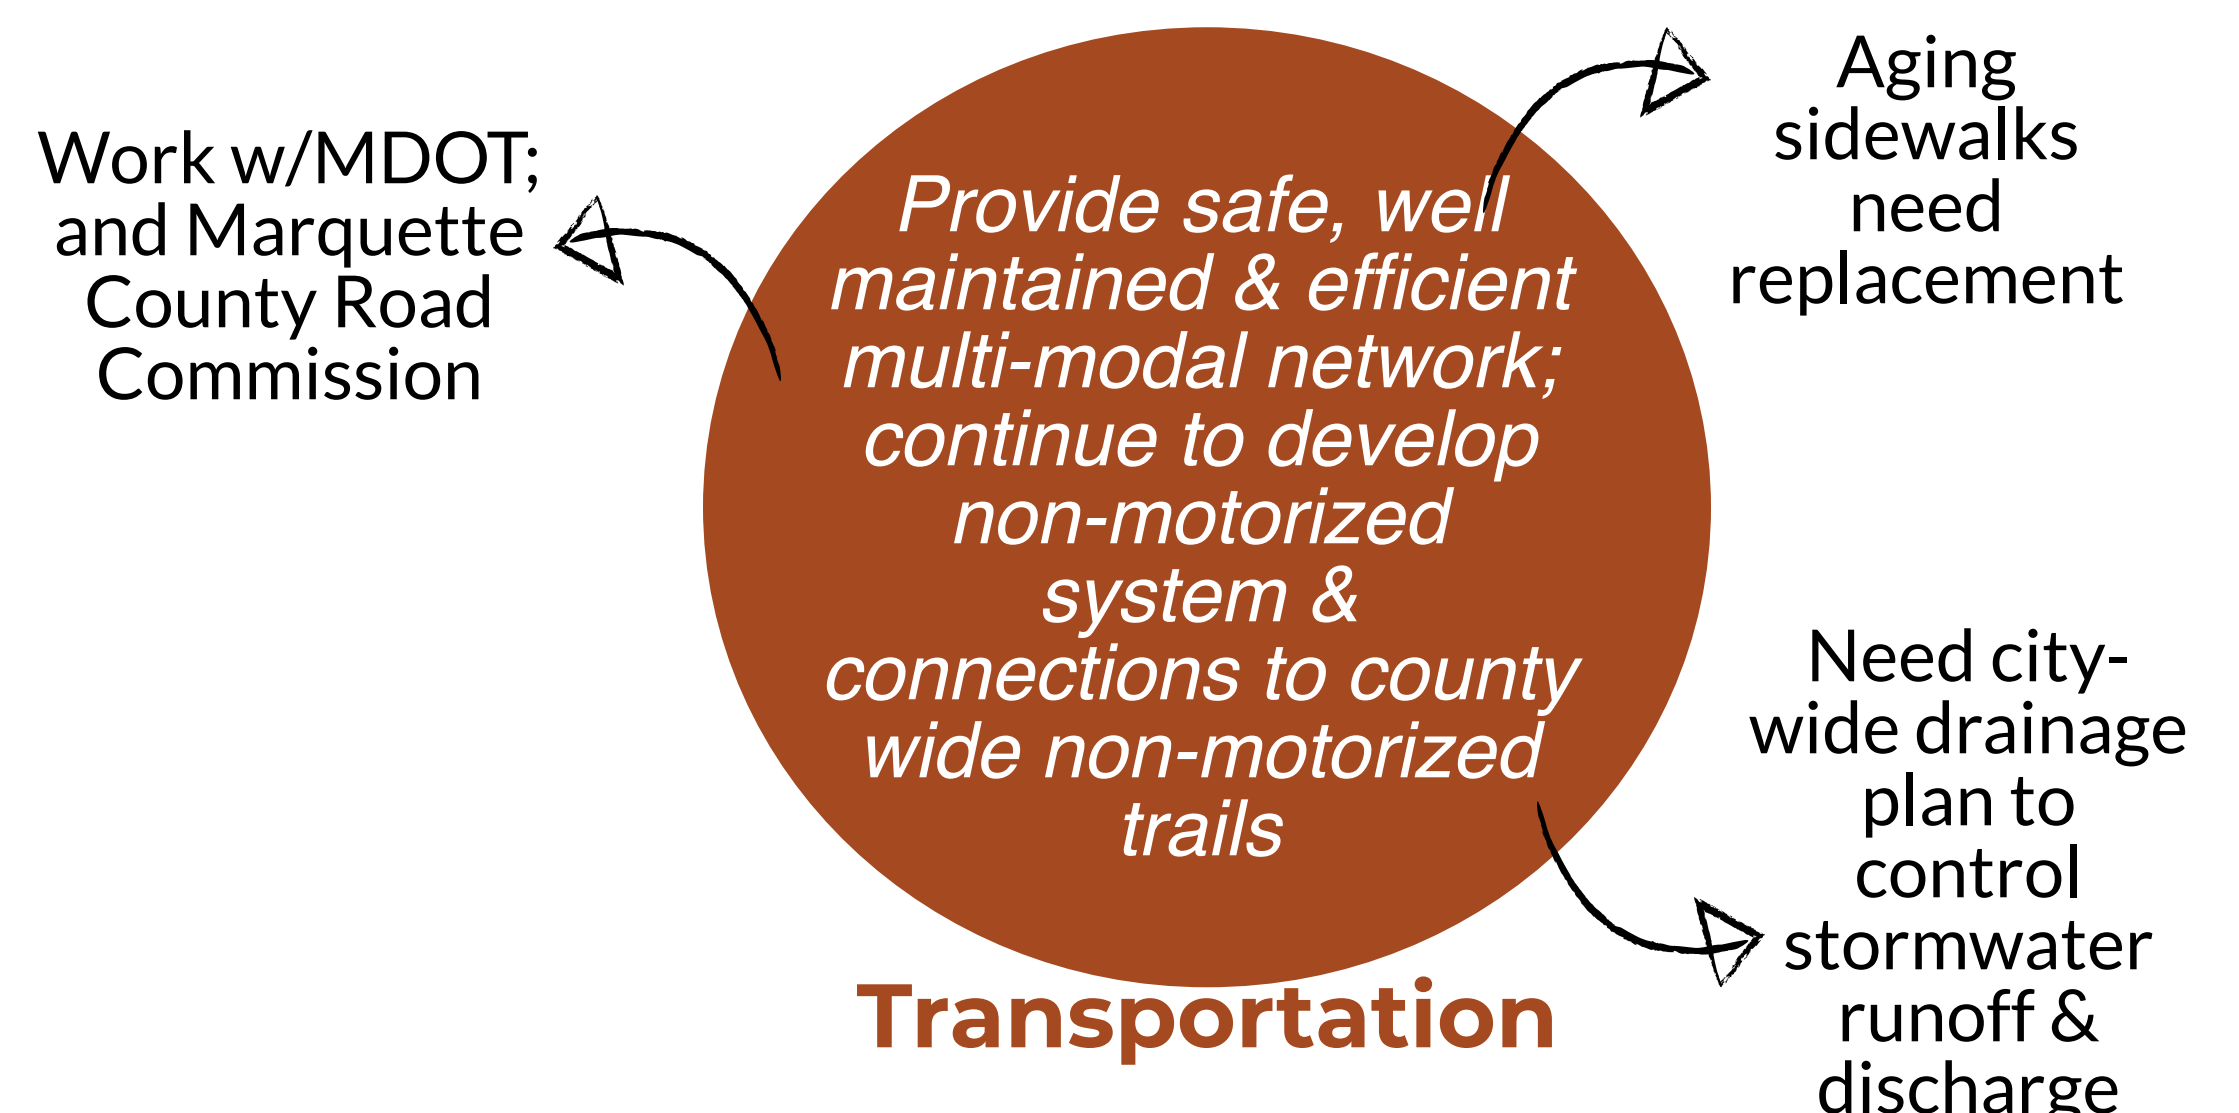 Work w/MDOT;
and Marquette
County Road
Commission
Provide safe, well
maintained & efficient
multi-modal network;
continue to develop
non-motorized
system &
connections to county
wide non-motorized
trails
Transportation
Aging
sidewalks
need
replacement
Need city-
wide drainage
plan to
control
stormwater
runoff &
discharge